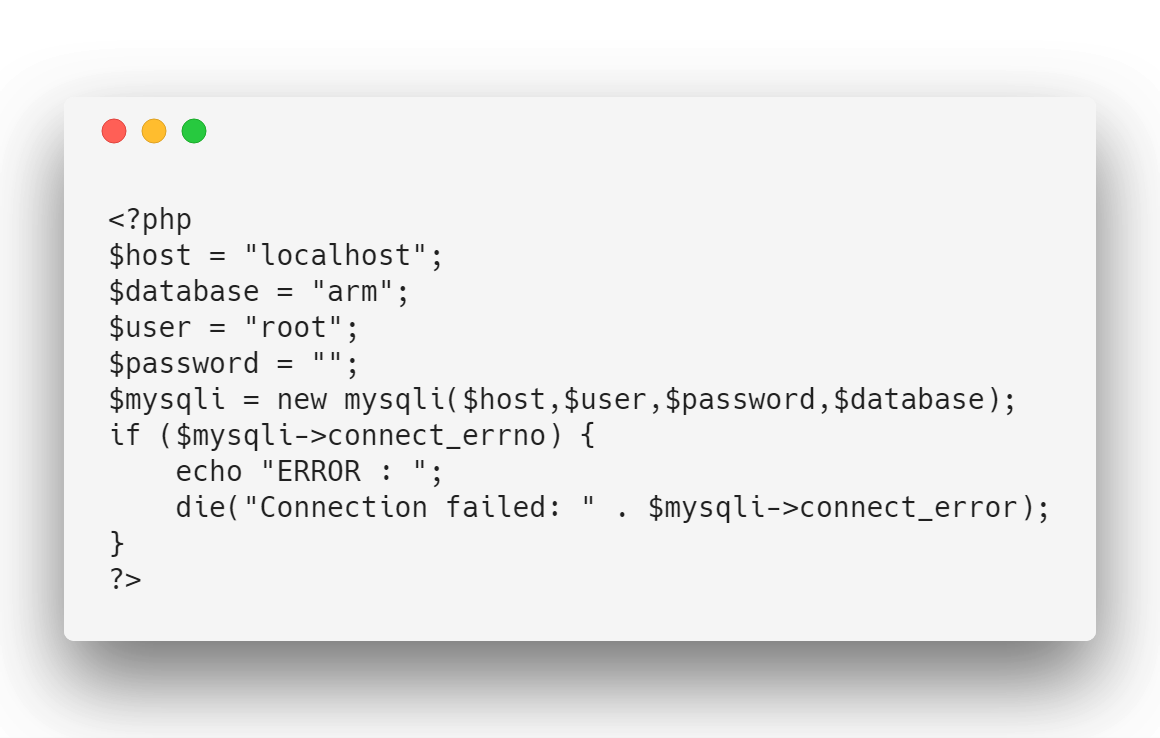 <?php
$host = "localhost";
$database = "arm";
$user = "root";
$password = "";
$mysqli = new mysqli($host,$user,$password,$database);
if ($mysqli->connect_errno) {
    echo "ERROR : ";
    die("Connection failed: " . $mysqli->connect_error);
}
?>